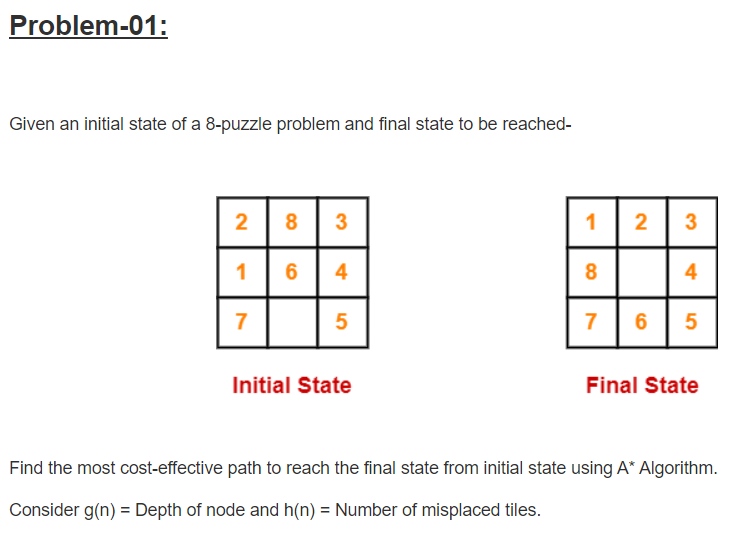 Problem-01:
Given an initial state of a 8-puzzle problem and final state to be reached-
2 8 3 1 2 3
1 6 4 8 4
7 5 7 6 5
Initial State Final State
Find the most cost-effective path to reach the final state from initial state using A* Algorithm.
Consider g(n) = Depth of node and h(n) = Number of misplaced tiles.